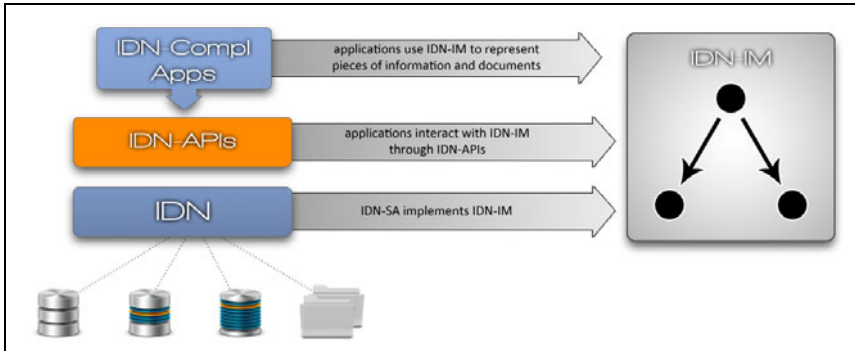 IDN-Compl
Apps
applications use IDN-IM to represent
pieces of information and documents
IDN-IM
IDN-APIs
applications interact with IDN-IM
through IDN-APIs
IDN
IDN-SA implements IDN-IM